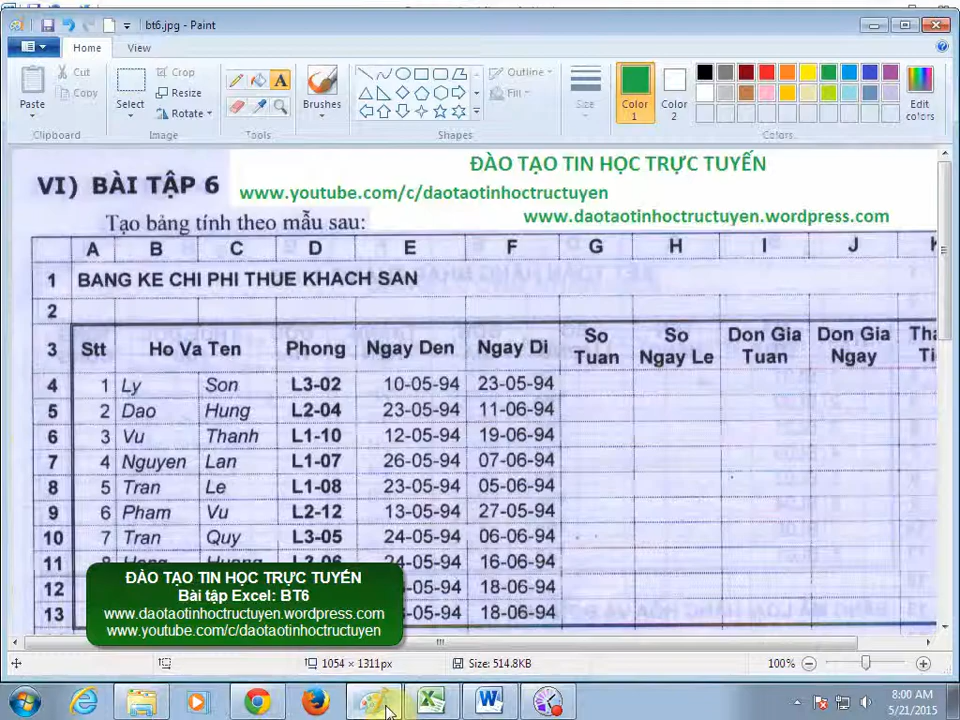 bt6.jpg - Paint
Home View
Paste
Cut
Copy
Select
Crop
Resize
Rotate
Brushes
Outline
Fill
Size
Color 1
Color 2
Edit colors
Clipboard Image Tools Shapes Colors
ĐÀO TẠO TIN HỌC TRỰC TUYẾN
VI) BÀI TẬP 6 www.youtube.com/c/daotaotinhoctructuyen
www.daotaotinhoctructuyen.wordpress.com
Tạo bảng tính theo mẫu sau:
A B C D E F G H I J
1 BANG KE CHI PHI THUE KHACH SAN
2
3 Stt Ho Va Ten Phong Ngay Den Ngay Di So Tuan So Ngay Le Don Gia Tuan Don Gia Ngay
4 1 Ly Son L3-02 10-05-94 23-05-94
5 2 Dao Hung L2-04 23-05-94 11-06-94
6 3 Vu Thanh L1-10 12-05-94 19-06-94
7 4 Nguyen Lan L1-07 26-05-94 07-06-94
8 5 Tran Le L1-08 23-05-94 05-06-94
9 6 Pham Vu L2-12 13-05-94 27-05-94
10 7 Tran Quy L3-05 24-05-94 06-06-94
11 24-05-94 16-06-94
12 18-06-94
13 18-06-94
ĐÀO TẠO TIN HỌC TRỰC TUYẾN
Bài tập Excel: BT6
www.daotaotinhoctructuyen.wordpress.com
www.youtube.com/c/daotaotinhoctructuyen
1054 × 1311px Size: 514.8KB 100%
8:00 AM
5/21/2015